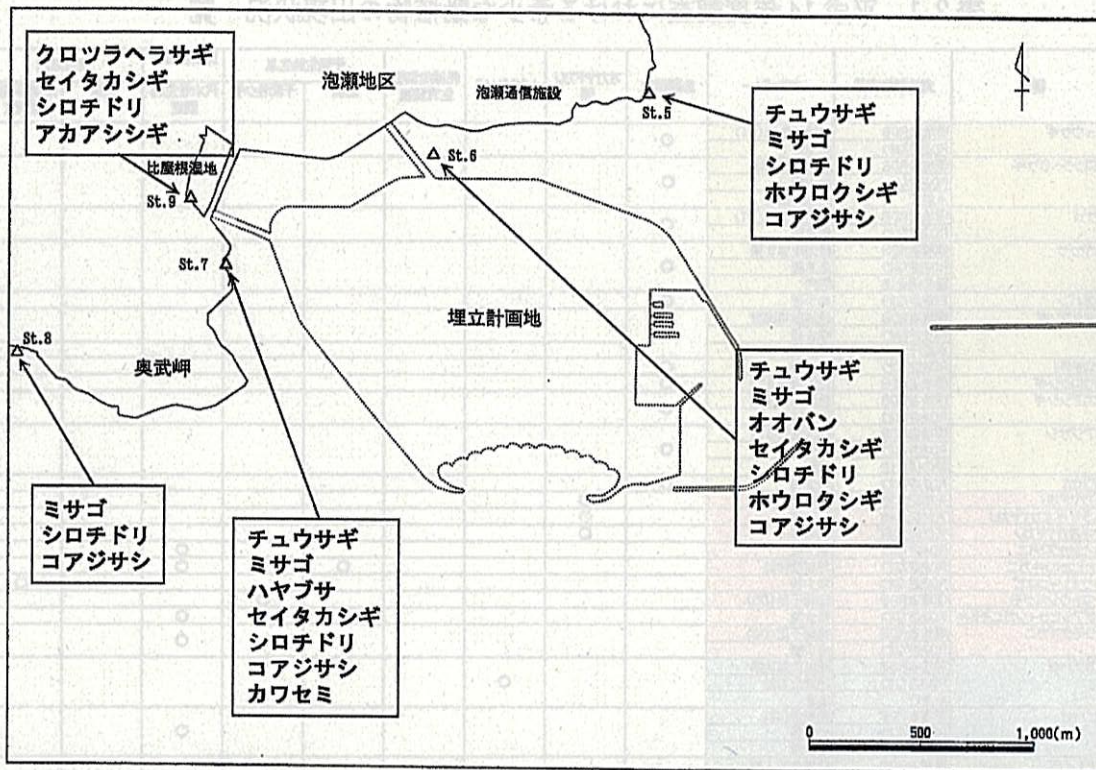 クロツラヘラサギ
セイタカシギ
シロチドリ
アカアシシギ
泡瀬地区
泡瀬通信施設
St.5
チュウサギ
ミサゴ
シロチドリ
ホウロクシギ
コアジサシ
St.6
比屋根湿地
St.9
St.7
埋立計画地
St.8
奥武岬
チュウサギ
ミサゴ
オオバン
セイタカシギ
シロチドリ
ホウロクシギ
コアジサシ
ミサゴ
シロチドリ
コアジサシ
チュウサギ
ミサゴ
ハヤブサ
セイタカシギ
シロチドリ
コアジサシ
カワセミ
0 500 1,000(m)